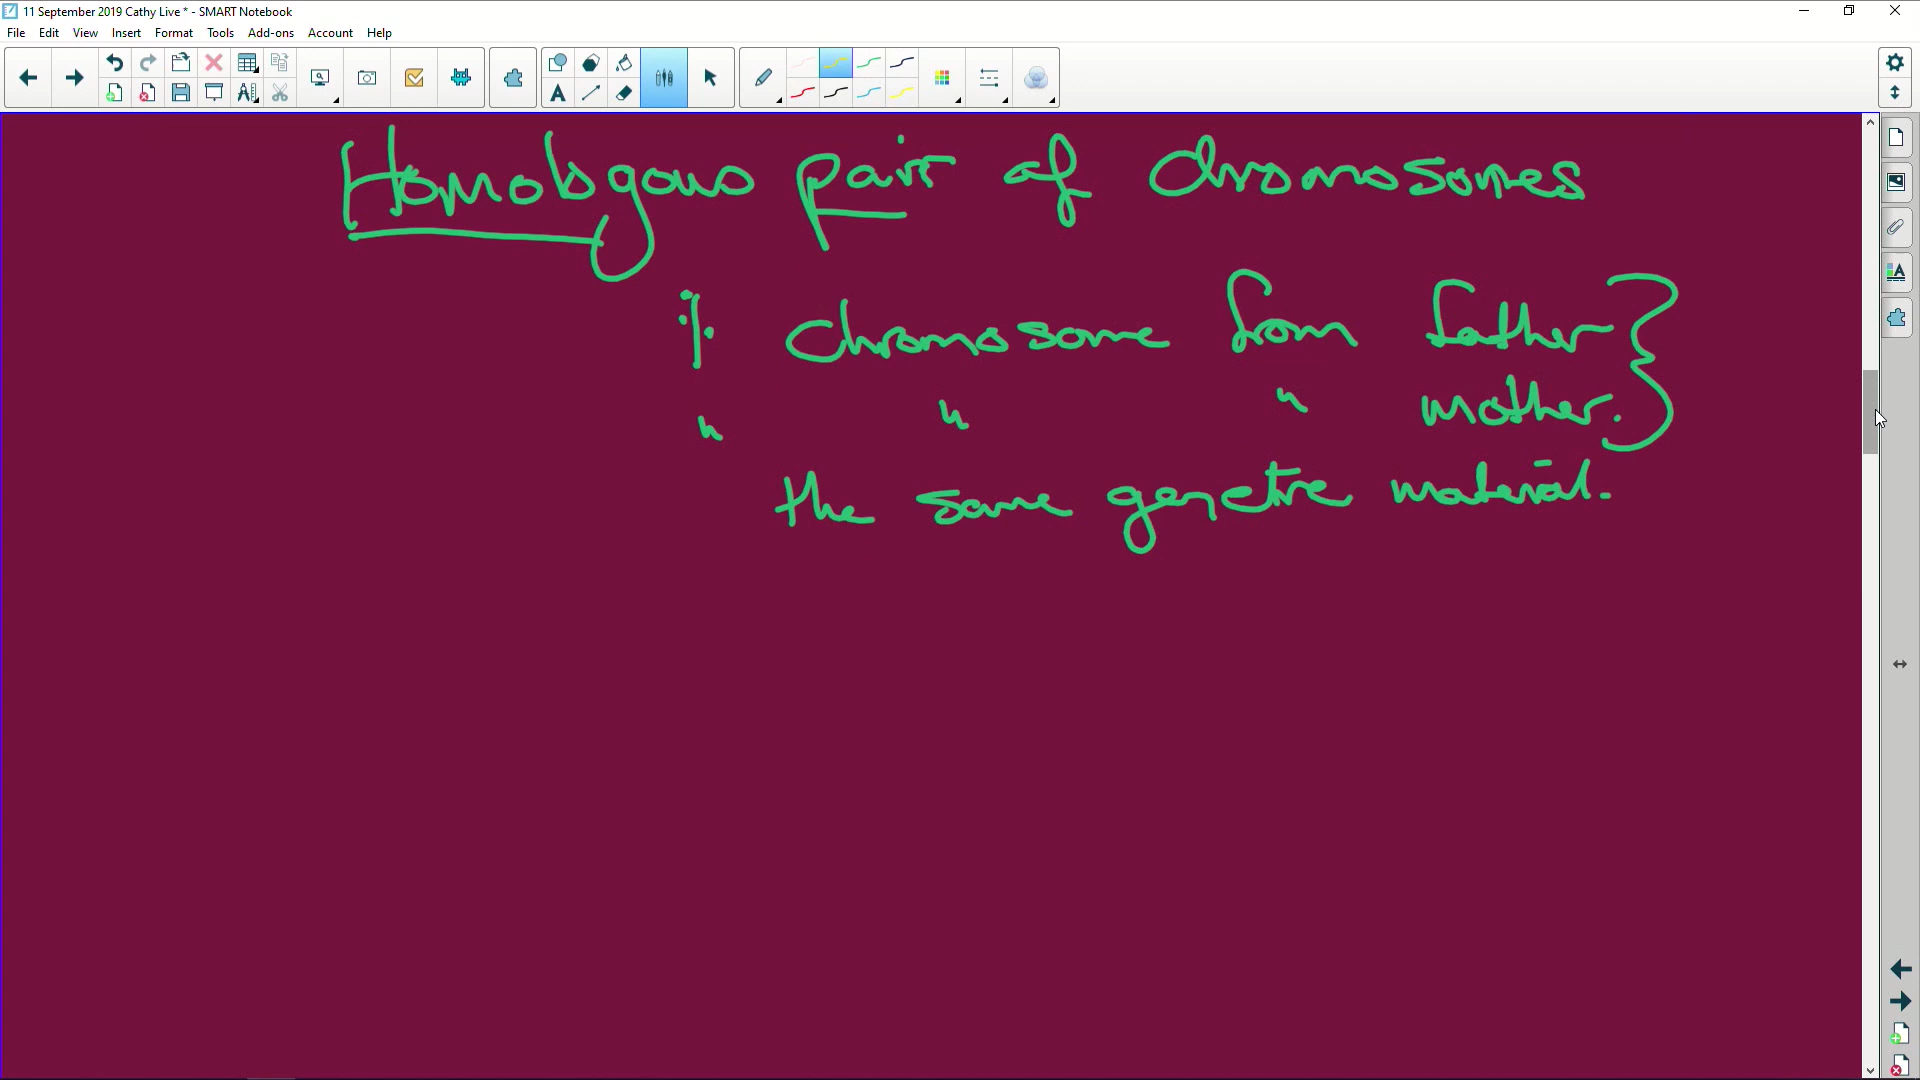 11 September 2019 Cathy Live * - SMART Notebook
File Edit View Insert Format Tools Add-ons Account Help
Homologous pair of chromosomes
1 chromosome from father
" " " mother.
the same genetic material.